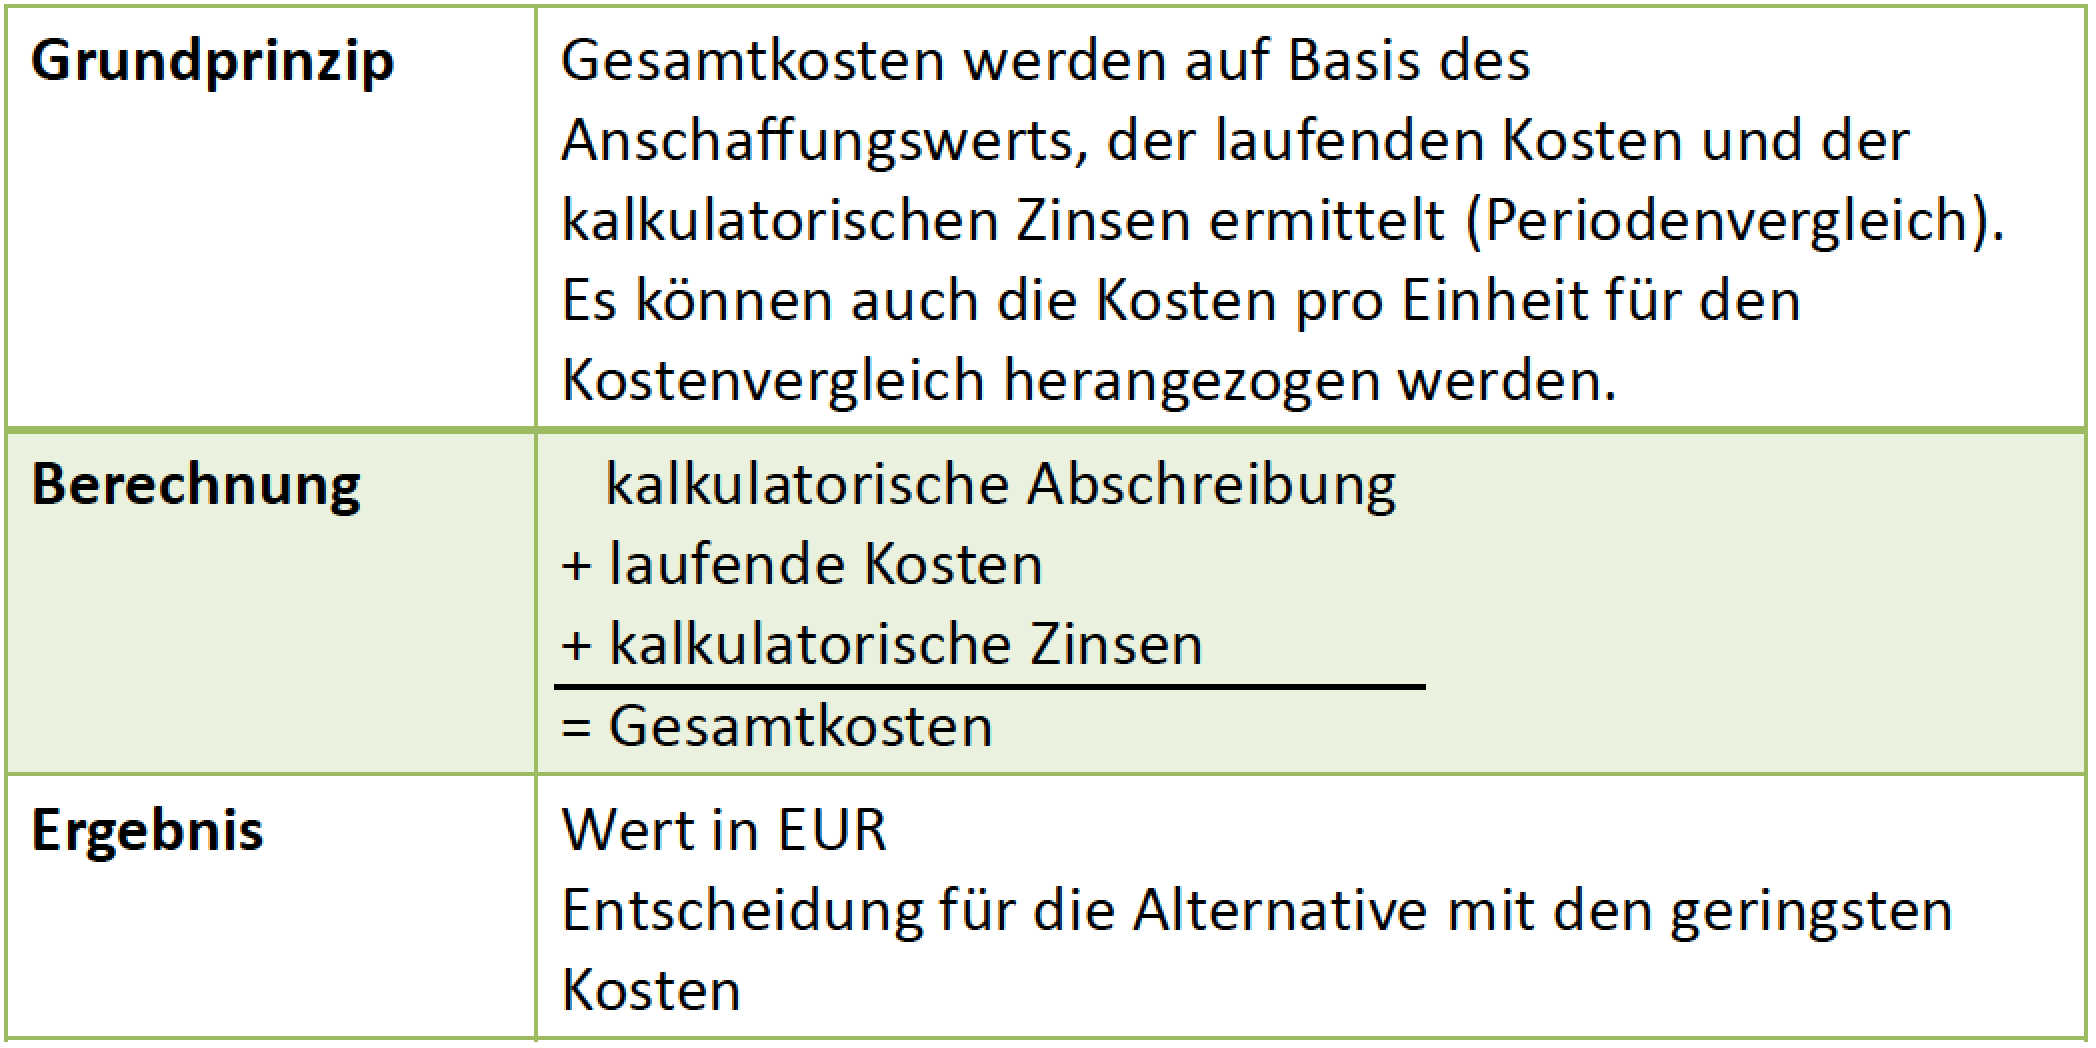 Grundprinzip
Gesamtkosten werden auf Basis des
Anschaffungswerts, der laufenden Kosten und der
kalkulatorischen Zinsen ermittelt (Periodenvergleich).
Es können auch die Kosten pro Einheit für den
Kostenvergleich herangezogen werden.
Berechnung
kalkulatorische Abschreibung
+ laufende Kosten
+ kalkulatorische Zinsen
= Gesamtkosten
Ergebnis
Wert in EUR
Entscheidung für die Alternative mit den geringsten
Kosten